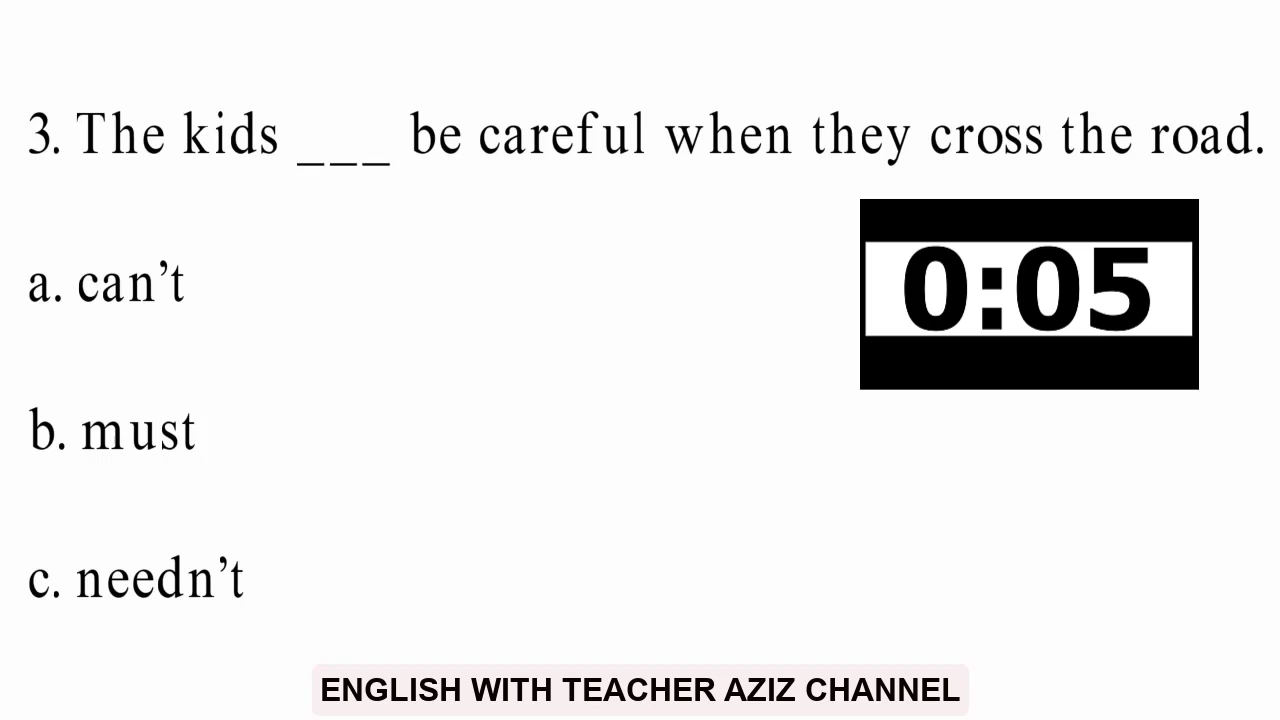 3. The kids ___ be careful when they cross the road.
0:05
a. can’t
b. must
c. needn’t
ENGLISH WITH TEACHER AZIZ CHANNEL